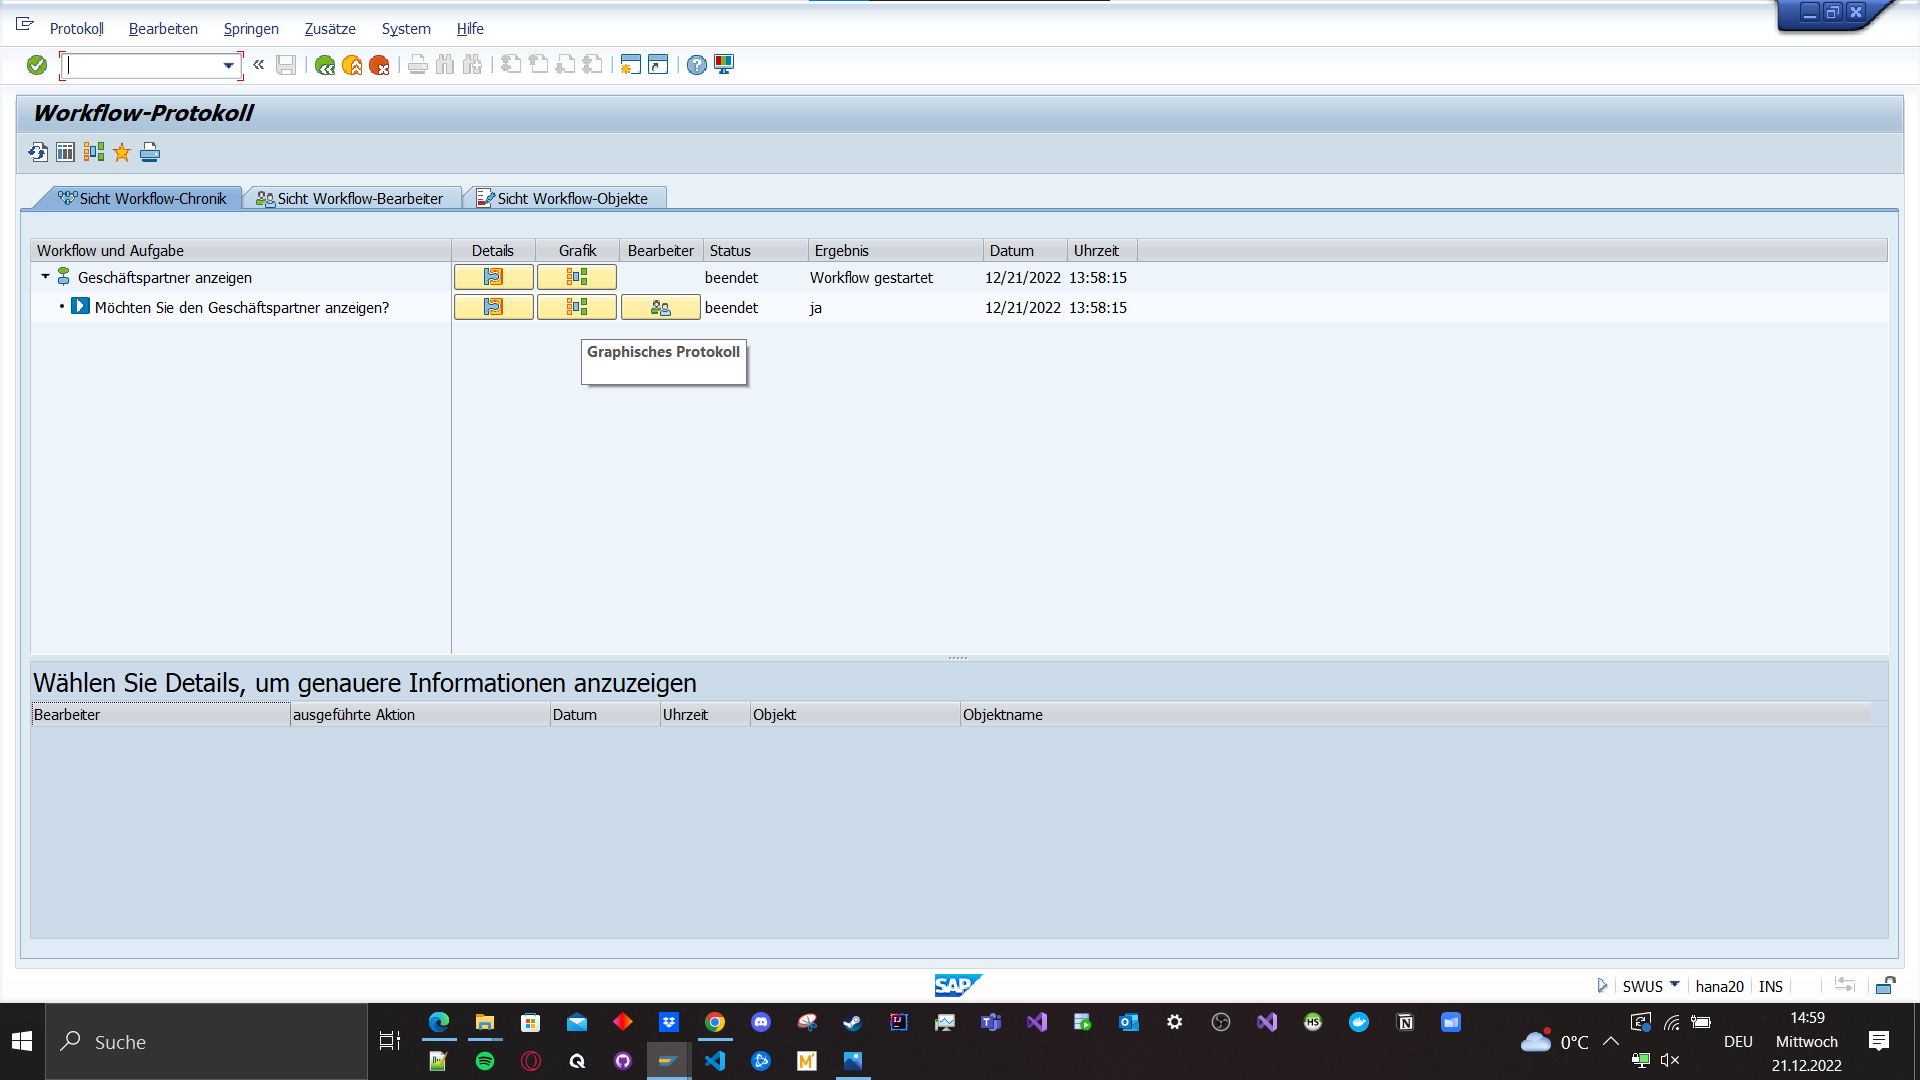 Protokoll Bearbeiten Springen Zusätze System Hilfe
Workflow-Protokoll
Sicht Workflow-Chronik Sicht Workflow-Bearbeiter Sicht Workflow-Objekte
Workflow und Aufgabe Details Grafik Bearbeiter Status Ergebnis Datum Uhrzeit
Geschäftspartner anzeigen beendet Workflow gestartet 12/21/2022 13:58:15
Möchten Sie den Geschäftspartner anzeigen? beendet ja 12/21/2022 13:58:15
Graphisches Protokoll
Wählen Sie Details, um genauere Informationen anzuzeigen
Bearbeiter ausgeführte Aktion Datum Uhrzeit Objekt Objektname
SAP SWUS hana20 INS
Suche
0°C
DEU
14:59
Mittwoch
21.12.2022